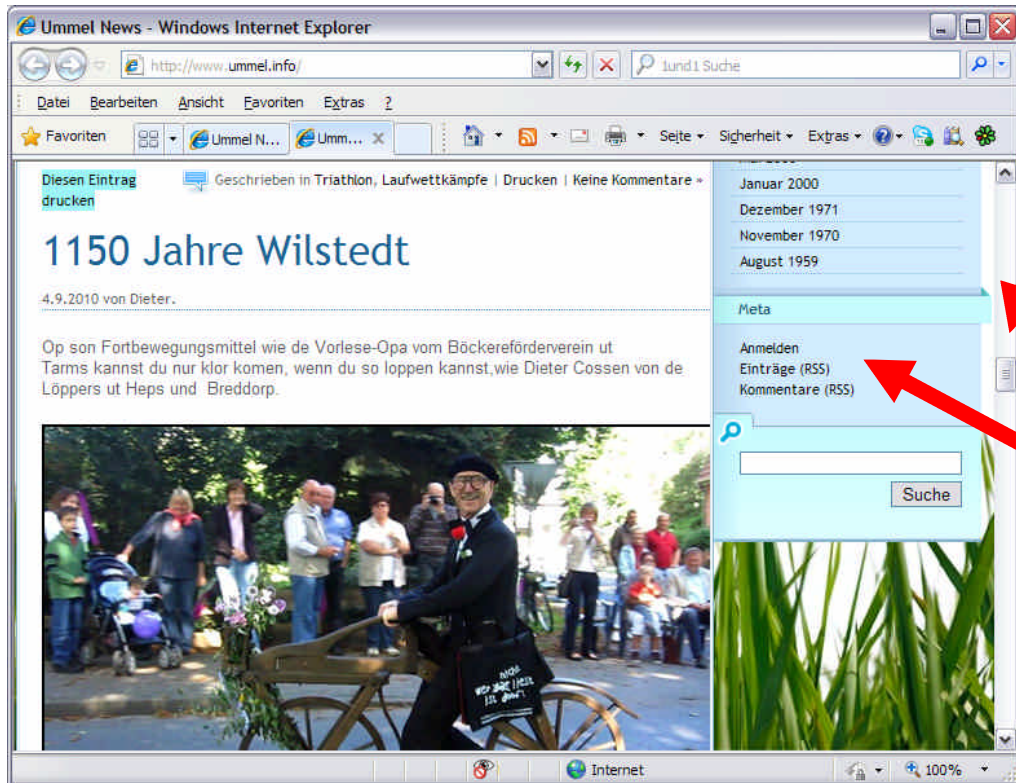 Ummel News - Windows Internet Explorer
http://www.ummel.info/
1und1 Suche
Datei Bearbeiten Ansicht Favoriten Extras ?
Favoriten Ummel N... Umm... Seite Sicherheit Extras
Diesen Eintrag
drucken
Geschrieben in Triathlon, Laufwettkämpfe | Drucken | Keine Kommentare »
1150 Jahre Wilstedt
4.9.2010 von Dieter.
Op son Fortbewegungsmittel wie de Vorlese-Opa vom Böckereförderverein ut
Tarms kannst du nur klor komen, wenn du so loppen kannst,wie Dieter Cossen von de
Löppers ut Heps und Breddorp.
nicht
wer
liest
ist
Januar 2000
Dezember 1971
November 1970
August 1959
Meta
Anmelden
Einträge (RSS)
Kommentare (RSS)
Suche
Internet
100%